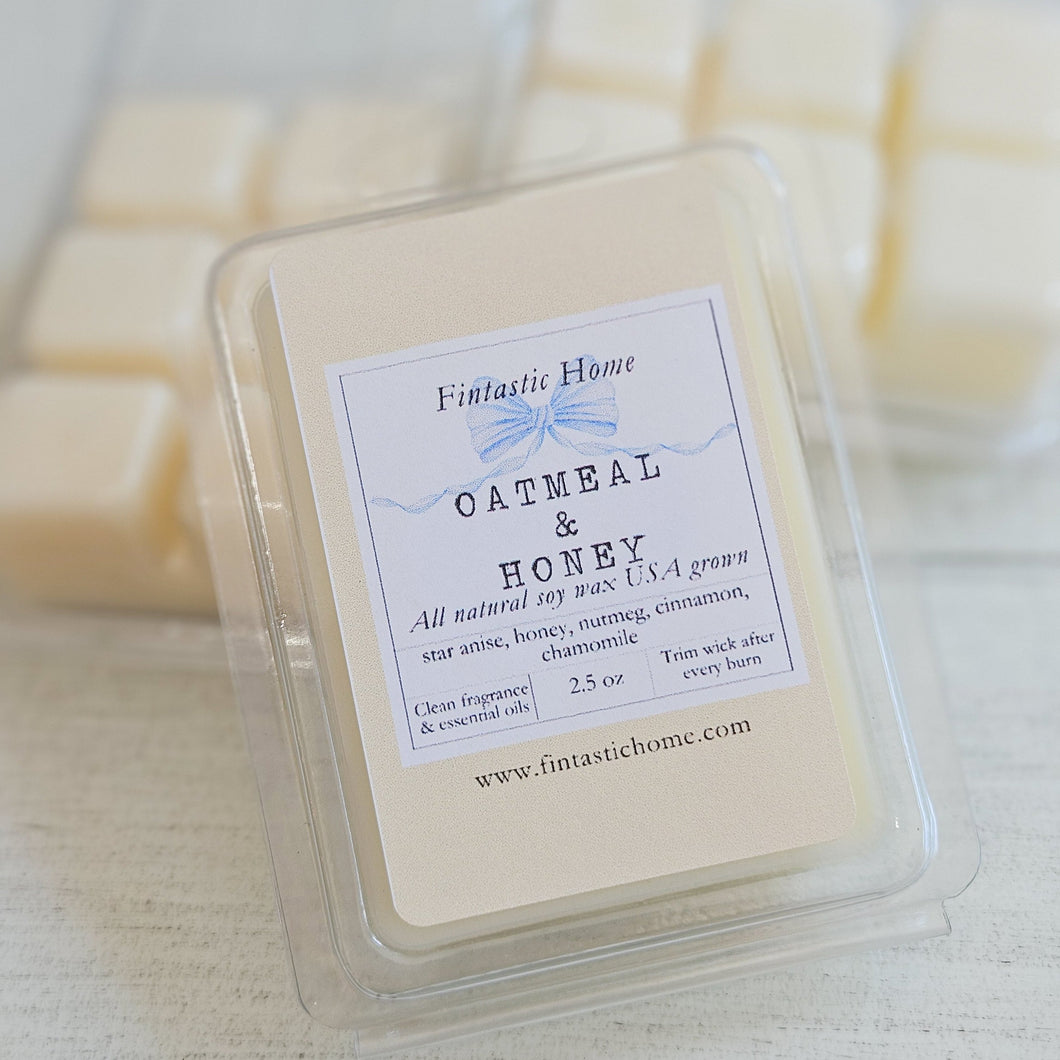 Fintastic Home
OATMEAL
&
HONEY
All natural soy wax USA grown
star anise, honey, nutmeg, cinnamon,
chamomile
Clean fragrance
& essential oils
2.5 oz
Trim wick after
every burn
www.fintastichome.com